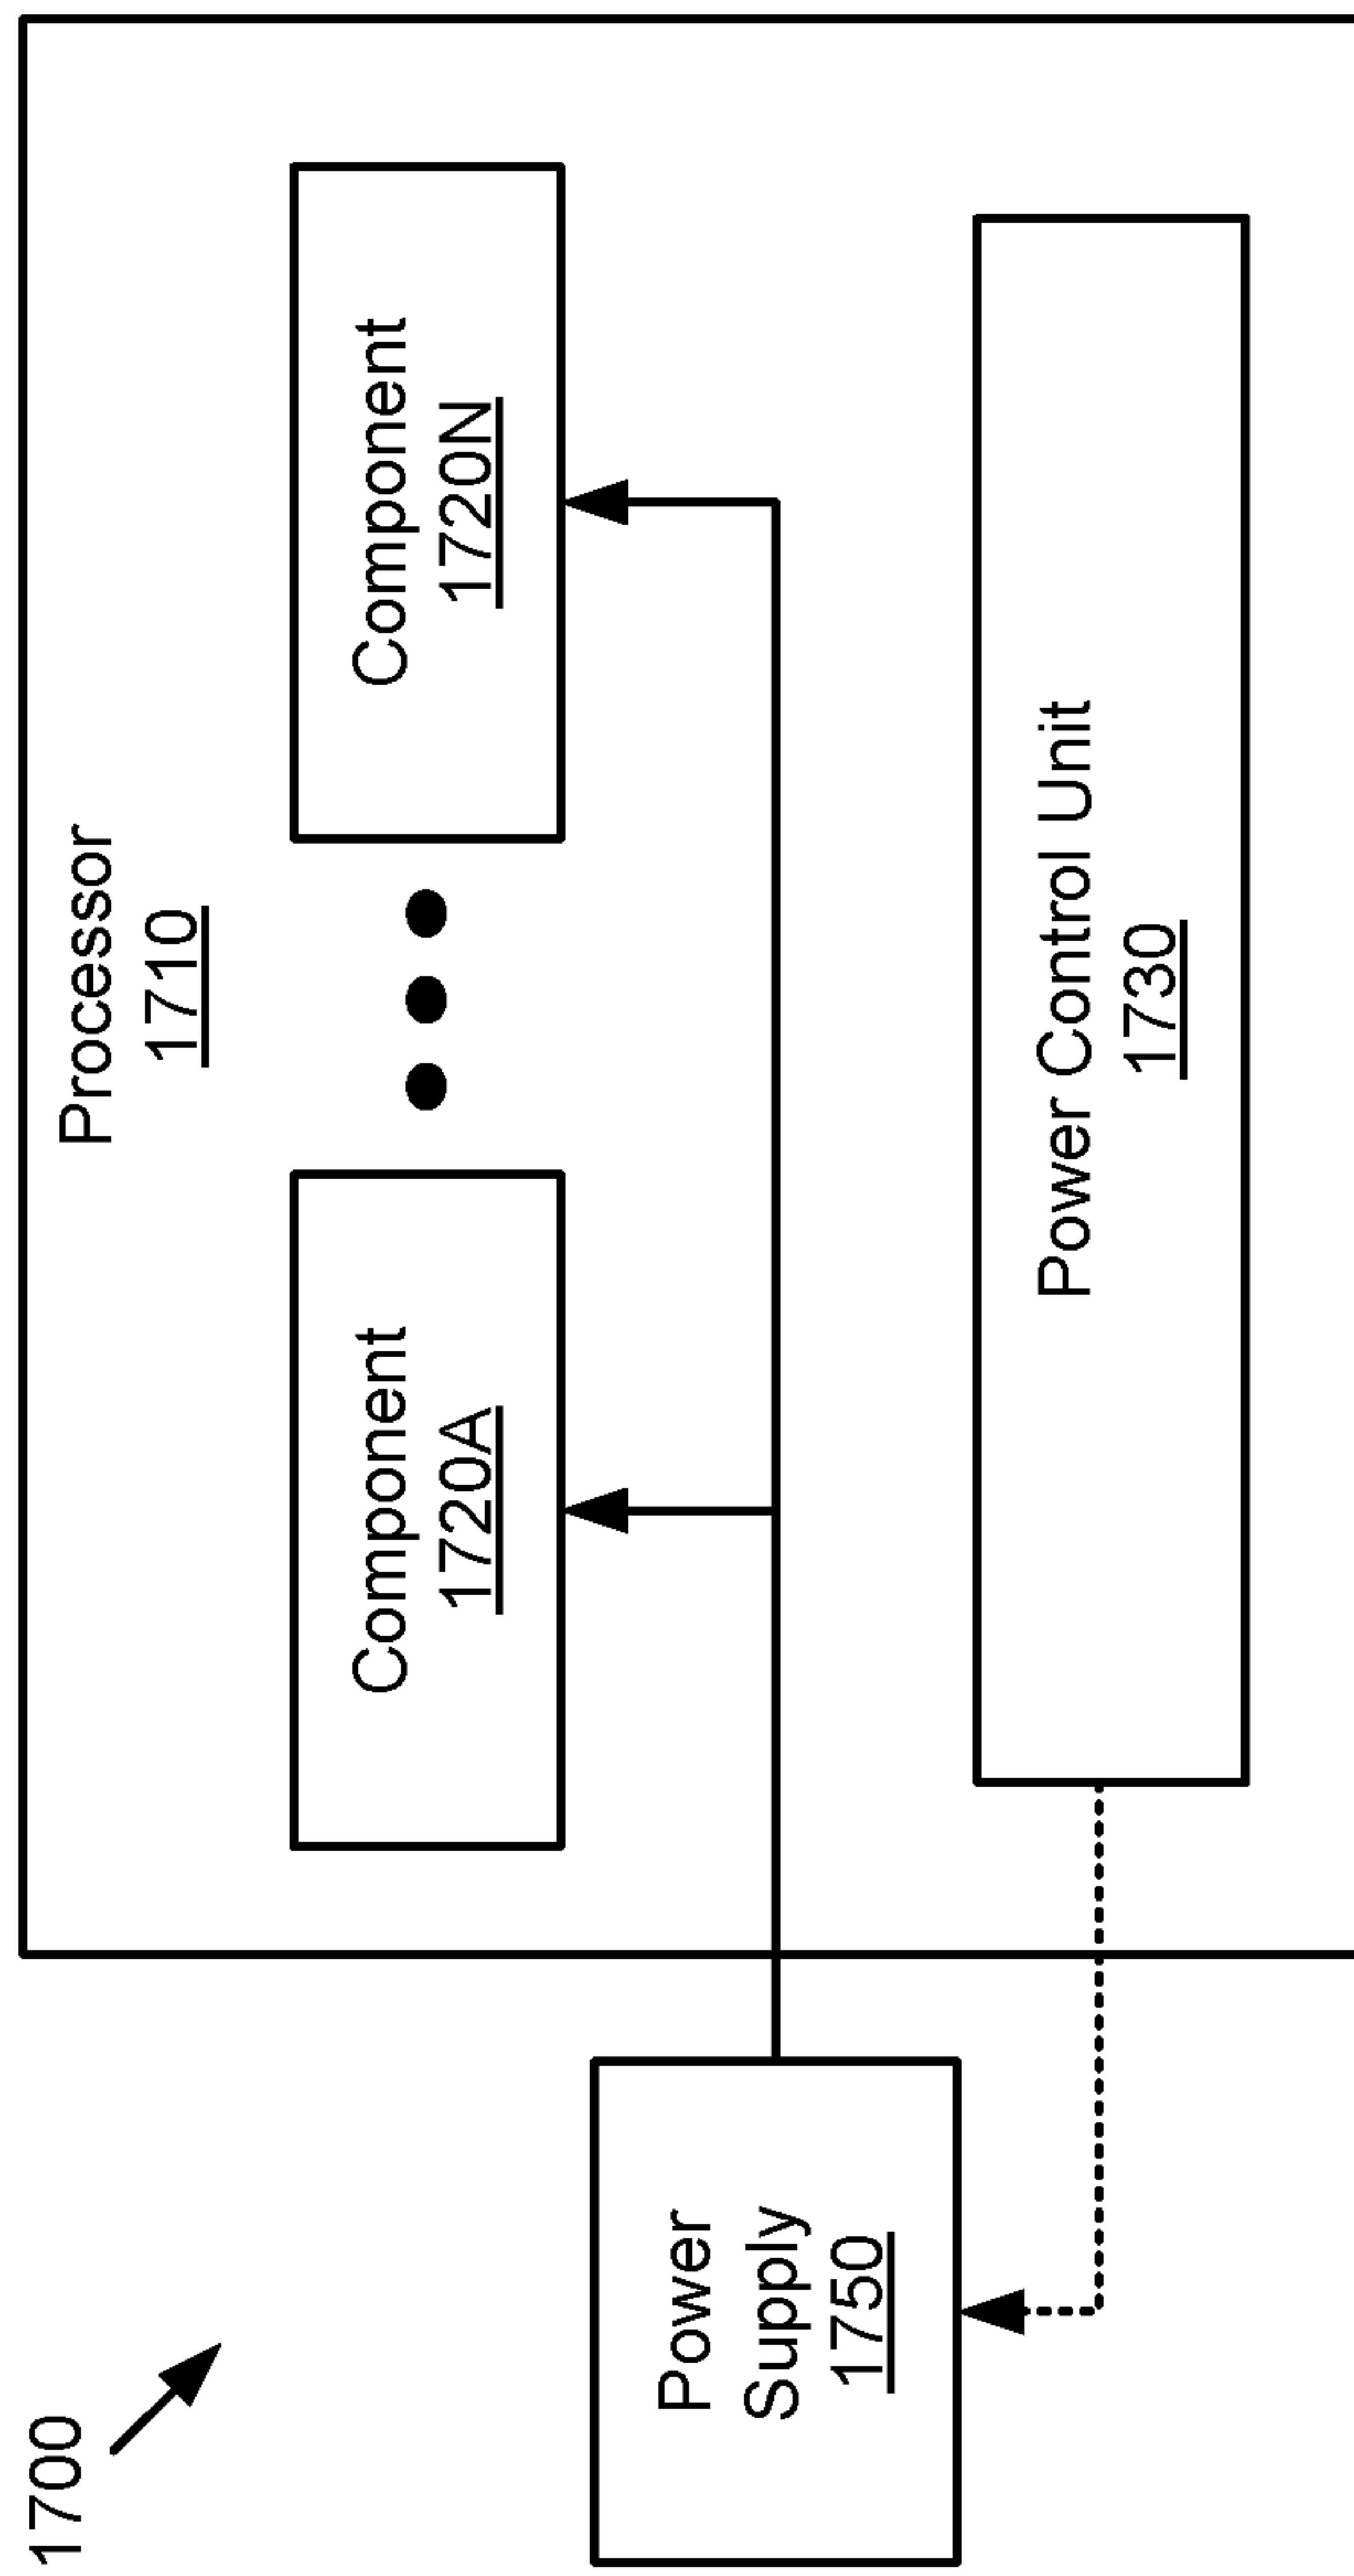 1700
Processor
1710
Component
1720A
Component
1720N
Power
Supply
1750
Power Control Unit
1730